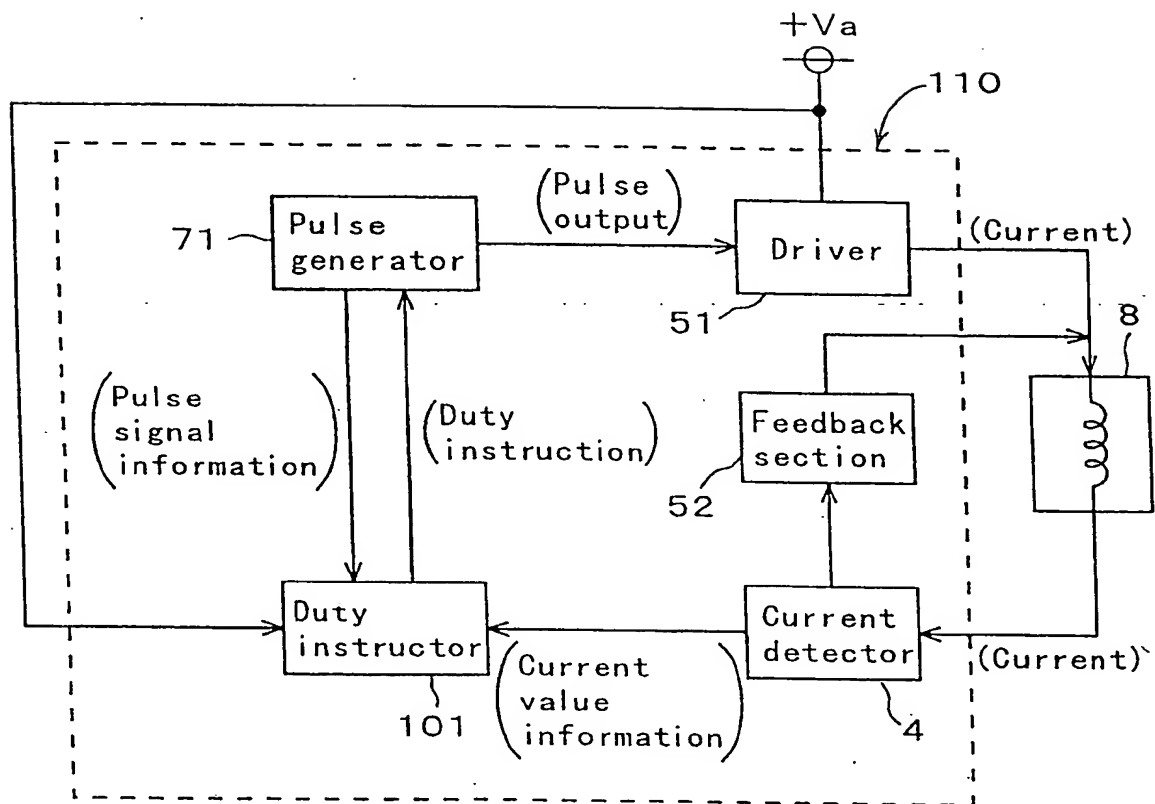 +Va
110
(Pulse
output)
71
Pulse
generator
Driver
(Current)
51
8
(Pulse
signal
information)
(Duty
instruction)
Feedback
section
52
Duty
instructor
Current
detector
(Current)
(Current
value
information)
101
4